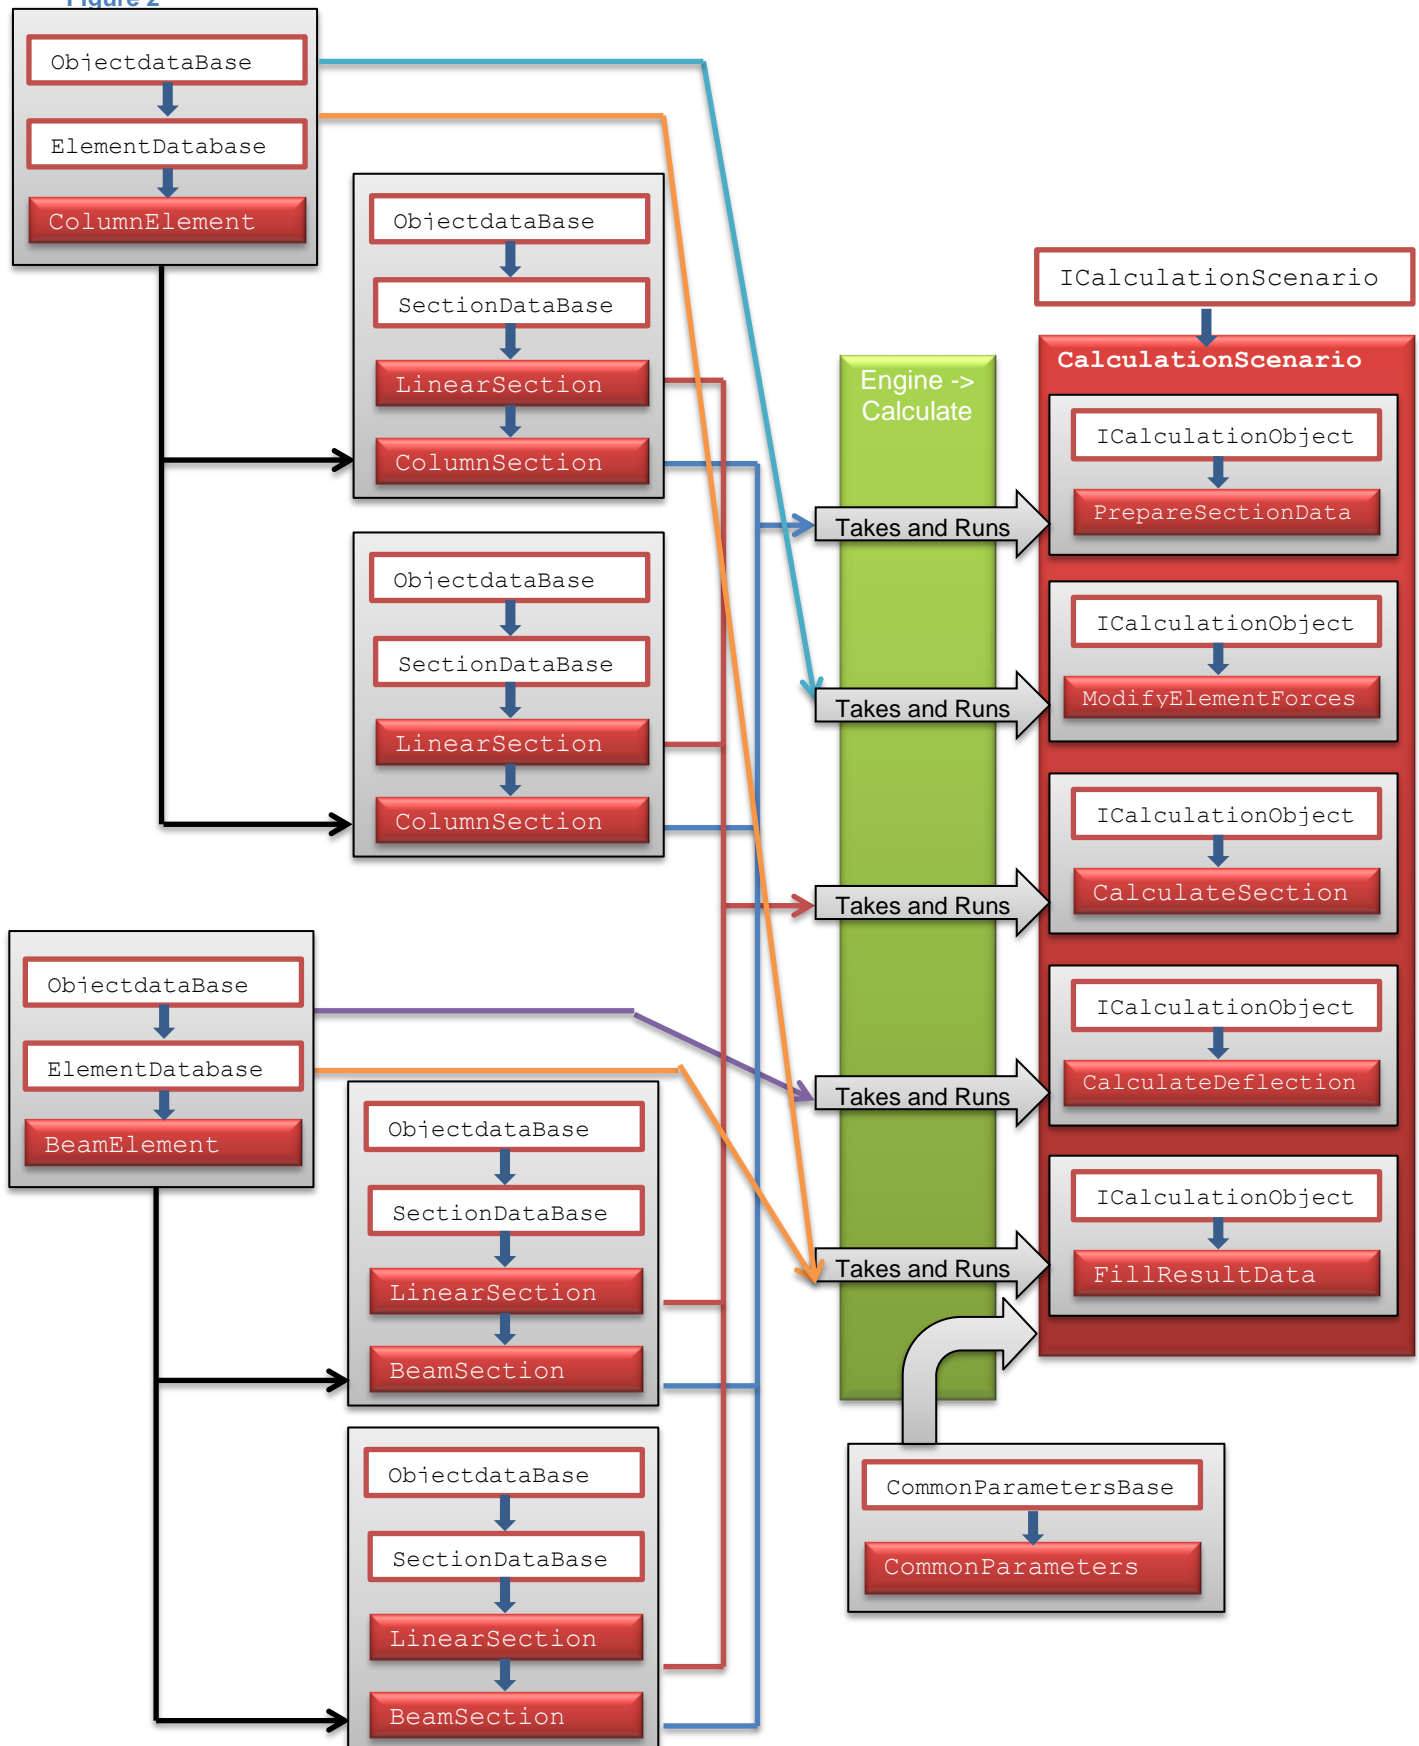 Figure 2
ObjectdataBase
ElementDatabase
ColumnElement
ObjectdataBase
SectionDataBase
LinearSection
ColumnSection
ObjectdataBase
SectionDataBase
LinearSection
ColumnSection
ObjectdataBase
ElementDatabase
BeamElement
ObjectdataBase
SectionDataBase
LinearSection
BeamSection
ObjectdataBase
SectionDataBase
LinearSection
BeamSection
Engine ->
Calculate
Takes and Runs
Takes and Runs
Takes and Runs
Takes and Runs
Takes and Runs
ICalculationScenario
CalculationScenario
ICalculationObject
PrepareSectionData
ICalculationObject
ModifyElementForces
ICalculationObject
CalculateSection
ICalculationObject
CalculateDeflection
ICalculationObject
FillResultData
CommonParametersBase
CommonParameters